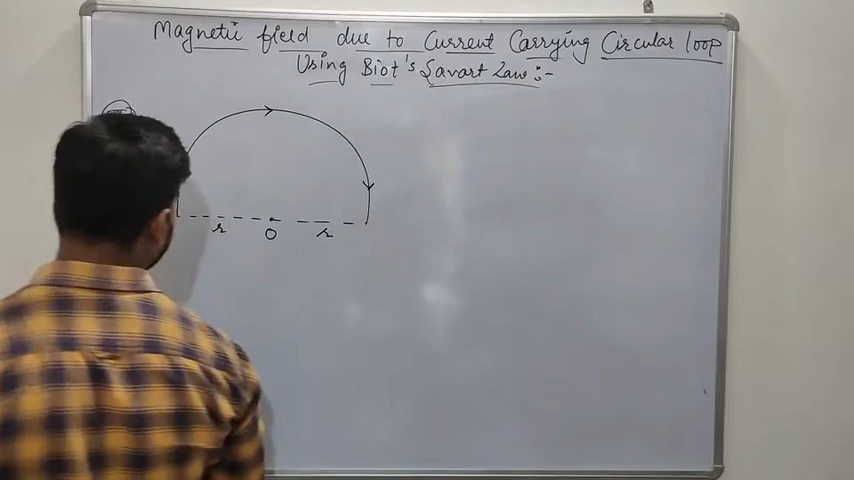 Magnetic field due to Current Carrying Circular loop
Using Biot's Savart Law :-
r O r